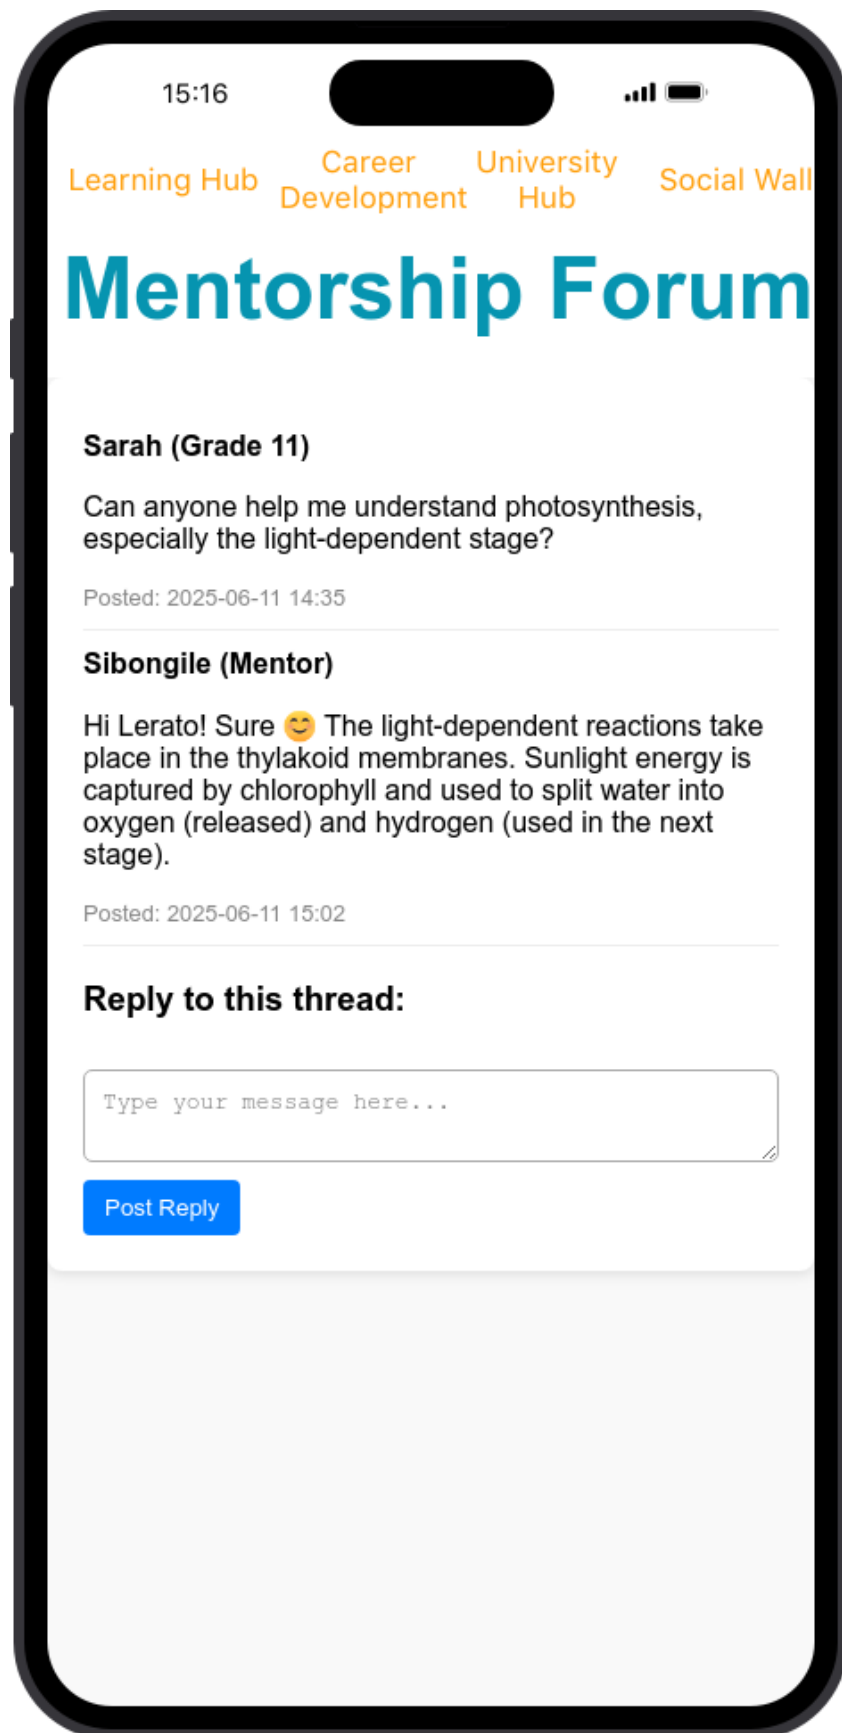 15:16
Learning Hub
Career
Development
University
Hub
Social Wall
Mentorship Forum
Sarah (Grade 11)
Can anyone help me understand photosynthesis,
especially the light-dependent stage?
Posted: 2025-06-11 14:35
Sibongile (Mentor)
Hi Lerato! Sure 😊 The light-dependent reactions take
place in the thylakoid membranes. Sunlight energy is
captured by chlorophyll and used to split water into
oxygen (released) and hydrogen (used in the next
stage).
Posted: 2025-06-11 15:02
Reply to this thread:
Type your message here...
Post Reply